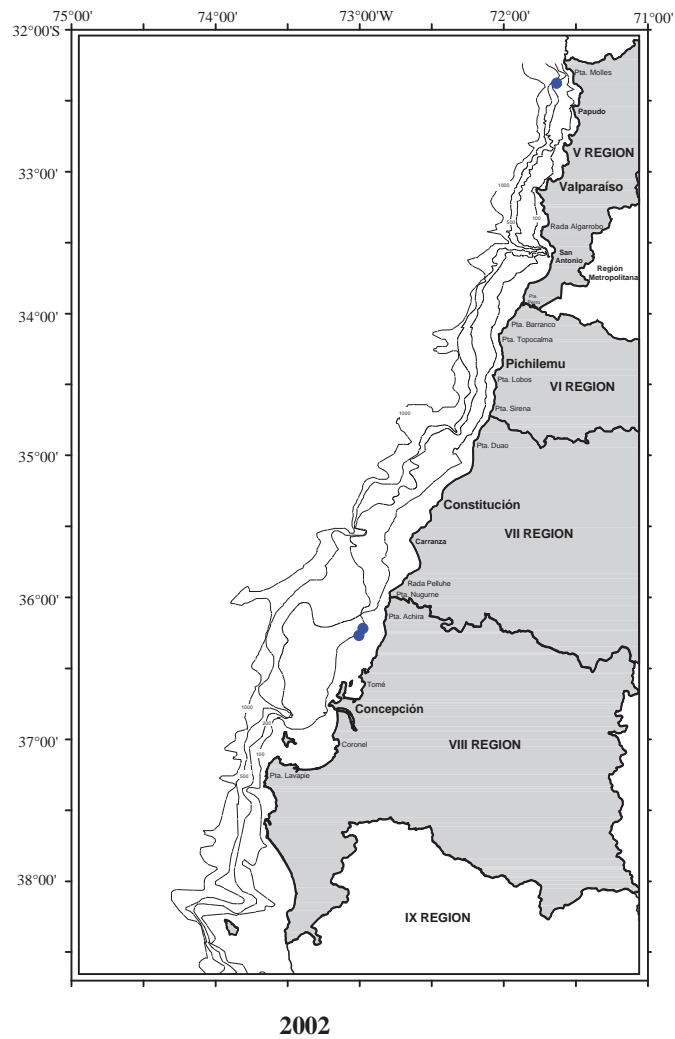 75°00' 74°00' 73°00'W 72°00' 71°00'
32°00'S
Pta. Molles
Papudo
V REGION
33°00'
1000
Valparaíso
500
100
Rada Algarrobo
San
Antonio
Región
Metropolitana
Pta.
34°00'
Pta. Barranco
Pta. Topocalma
Pichilemu
Pta. Lobos
VI REGION
1000
Pta. Sirena
Pta. Duao
35°00'
Constitución
VII REGION
Carranza
Rada Pelluhe
Pta. Nugurne
36°00'
Pta. Achira
Tomé
1000
Concepción
200
37°00'
Coronel
VIII REGION
100
500
Pta. Lavapie
38°00'
IX REGION
2002